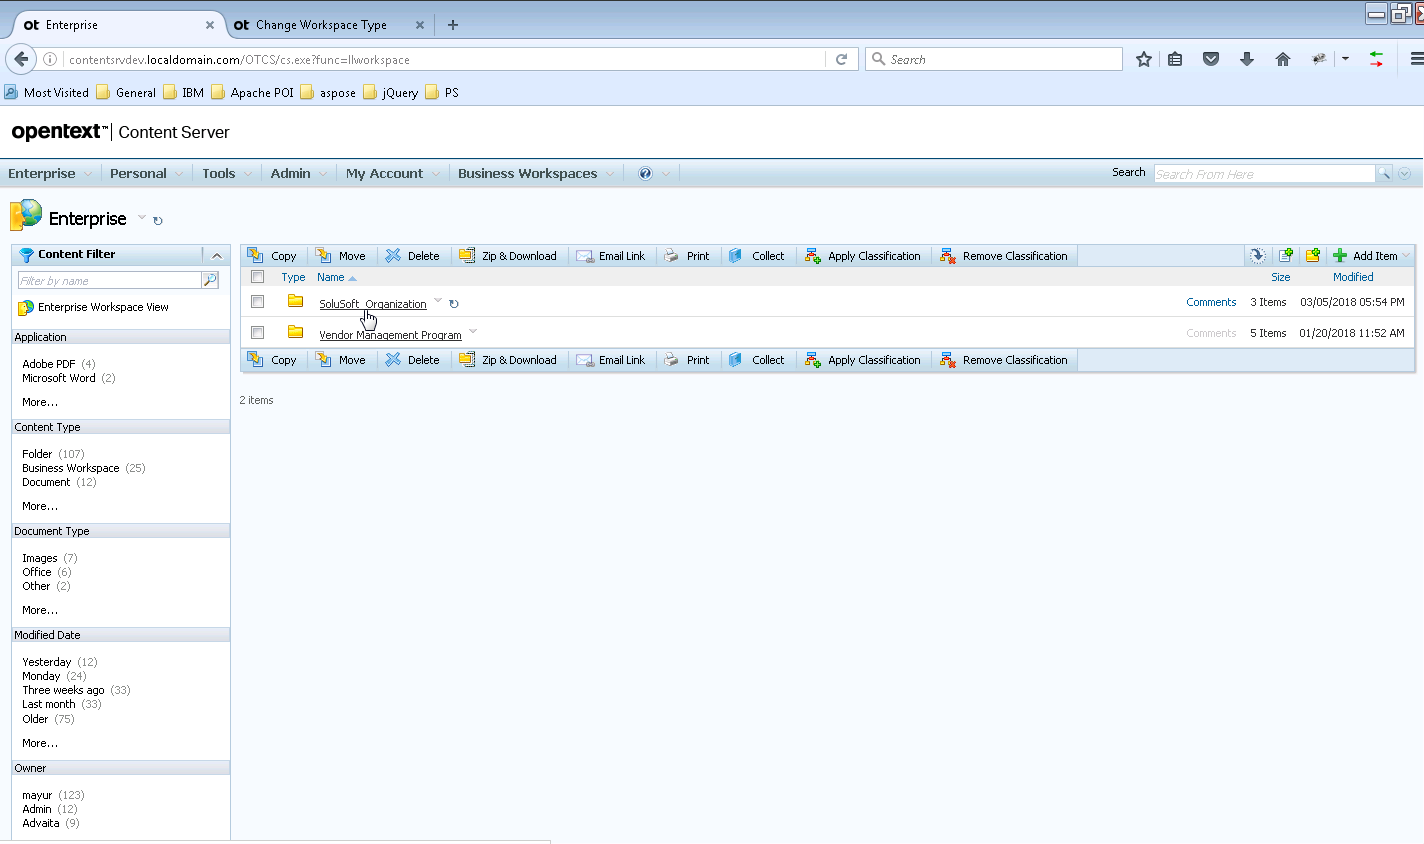 ot Enterprise × ot Change Workspace Type × +
contentsrvdev.localdomain.com/OTCS/cs.exe?func=llworkspace Search
Most Visited General IBM Apache POI aspose jQuery PS
opentext™ | Content Server
Enterprise Personal Tools Admin My Account Business Workspaces ? Search Search From Here
Enterprise
Content Filter
Filter by name
Enterprise Workspace View
Application
Adobe PDF (4)
Microsoft Word (2)
More...
Content Type
Folder (107)
Business Workspace (25)
Document (12)
More...
Document Type
Images (7)
Office (6)
Other (2)
More...
Modified Date
Yesterday (12)
Monday (24)
Three weeks ago (33)
Last month (33)
Older (75)
More...
Owner
mayur (123)
Admin (12)
Advaita (9)
Copy Move Delete Zip & Download Email Link Print Collect Apply Classification Remove Classification Add Item
Type Name Size Modified
SoluSoft_Organization Comments 3 Items 03/05/2018 05:54 PM
Vendor Management Program Comments 5 Items 01/20/2018 11:52 AM
Copy Move Delete Zip & Download Email Link Print Collect Apply Classification Remove Classification
2 items